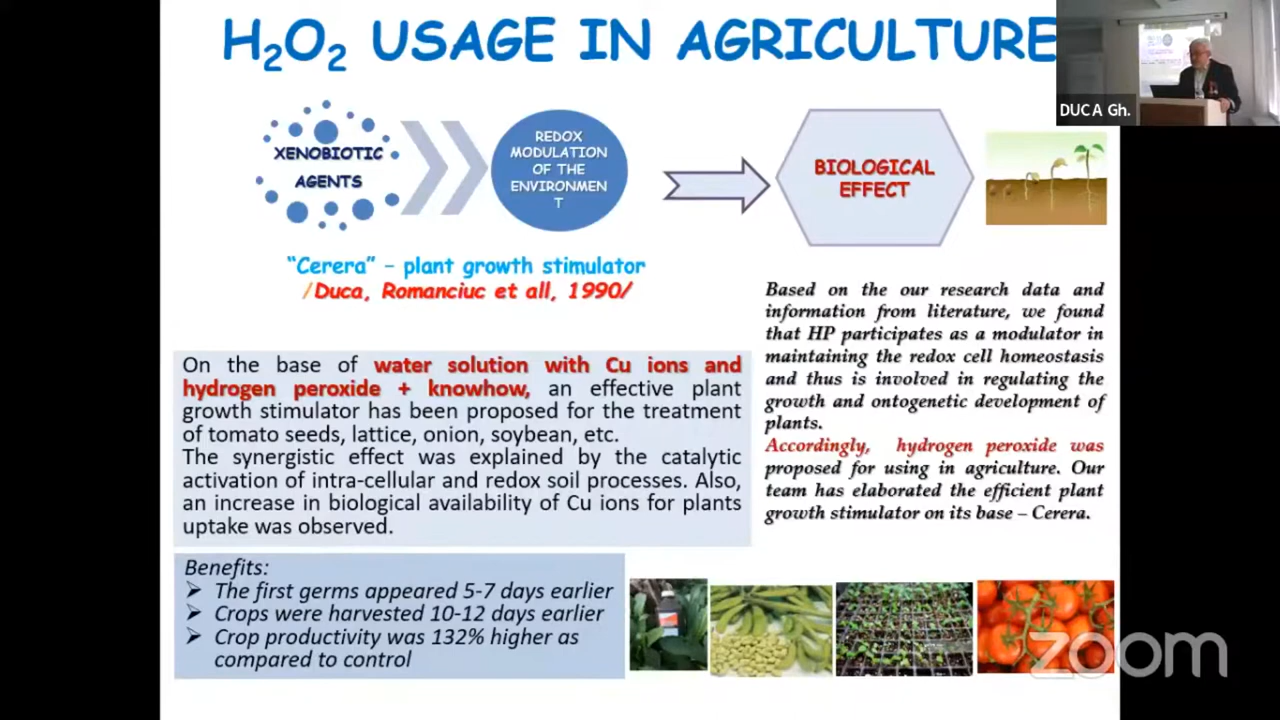 H₂O₂ USAGE IN AGRICULTURE
DUCA Gh.
XENOBIOTIC
AGENTS
REDOX
MODULATION
OF THE
ENVIRONMEN
T
BIOLOGICAL
EFFECT
“Cerera” – plant growth stimulator
/Duca, Romanciuc et all, 1990/
Based on the our research data and
information from literature, we found
that HP participates as a modulator in
maintaining the redox cell homeostasis
and thus is involved in regulating the
growth and ontogenetic development of
plants.
Accordingly, hydrogen peroxide was
proposed for using in agriculture. Our
team has elaborated the efficient plant
growth stimulator on its base – Cerera.
On the base of water solution with Cu ions and
hydrogen peroxide + knowhow, an effective plant
growth stimulator has been proposed for the treatment
of tomato seeds, lattice, onion, soybean, etc.
The synergistic effect was explained by the catalytic
activation of intra-cellular and redox soil processes. Also,
an increase in biological availability of Cu ions for plants
uptake was observed.
Benefits:
➢ The first germs appeared 5-7 days earlier
➢ Crops were harvested 10-12 days earlier
➢ Crop productivity was 132% higher as
compared to control
zoom